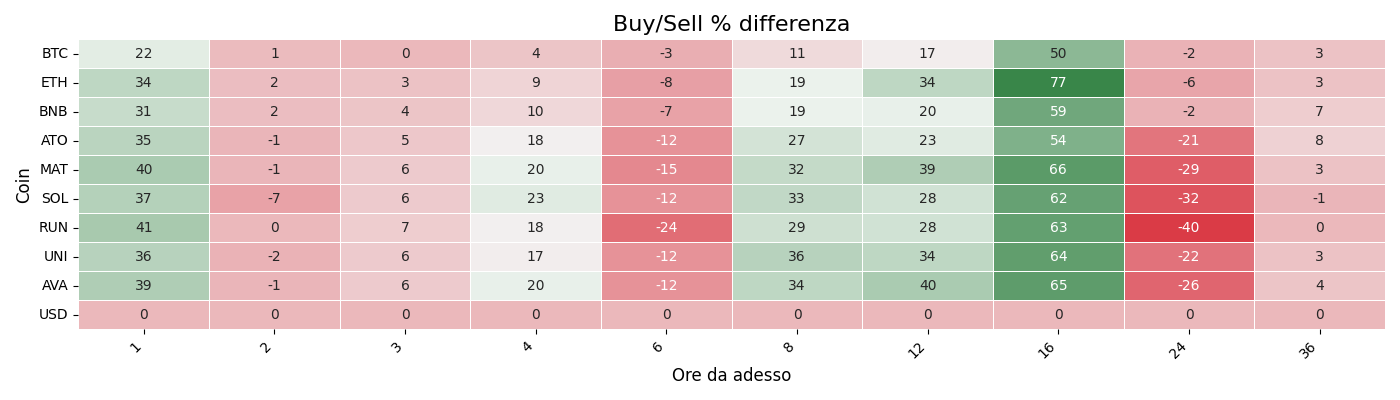 Buy/Sell % differenza
BTC 22 1 0 4 -3 11 17 50 -2 3
ETH 34 2 3 9 -8 19 34 77 -6 3
BNB 31 2 4 10 -7 19 20 59 -2 7
ATO 35 -1 5 18 -12 27 23 54 -21 8
MAT 40 -1 6 20 -15 32 39 66 -29 3
SOL 37 -7 6 23 -12 33 28 62 -32 -1
RUN 41 0 7 18 -24 29 28 63 -40 0
UNI 36 -2 6 17 -12 36 34 64 -22 3
AVA 39 -1 6 20 -12 34 40 65 -26 4
USD 0 0 0 0 0 0 0 0 0 0
Coin
1 2 3 4 6 8 12 16 24 36
Ore da adesso